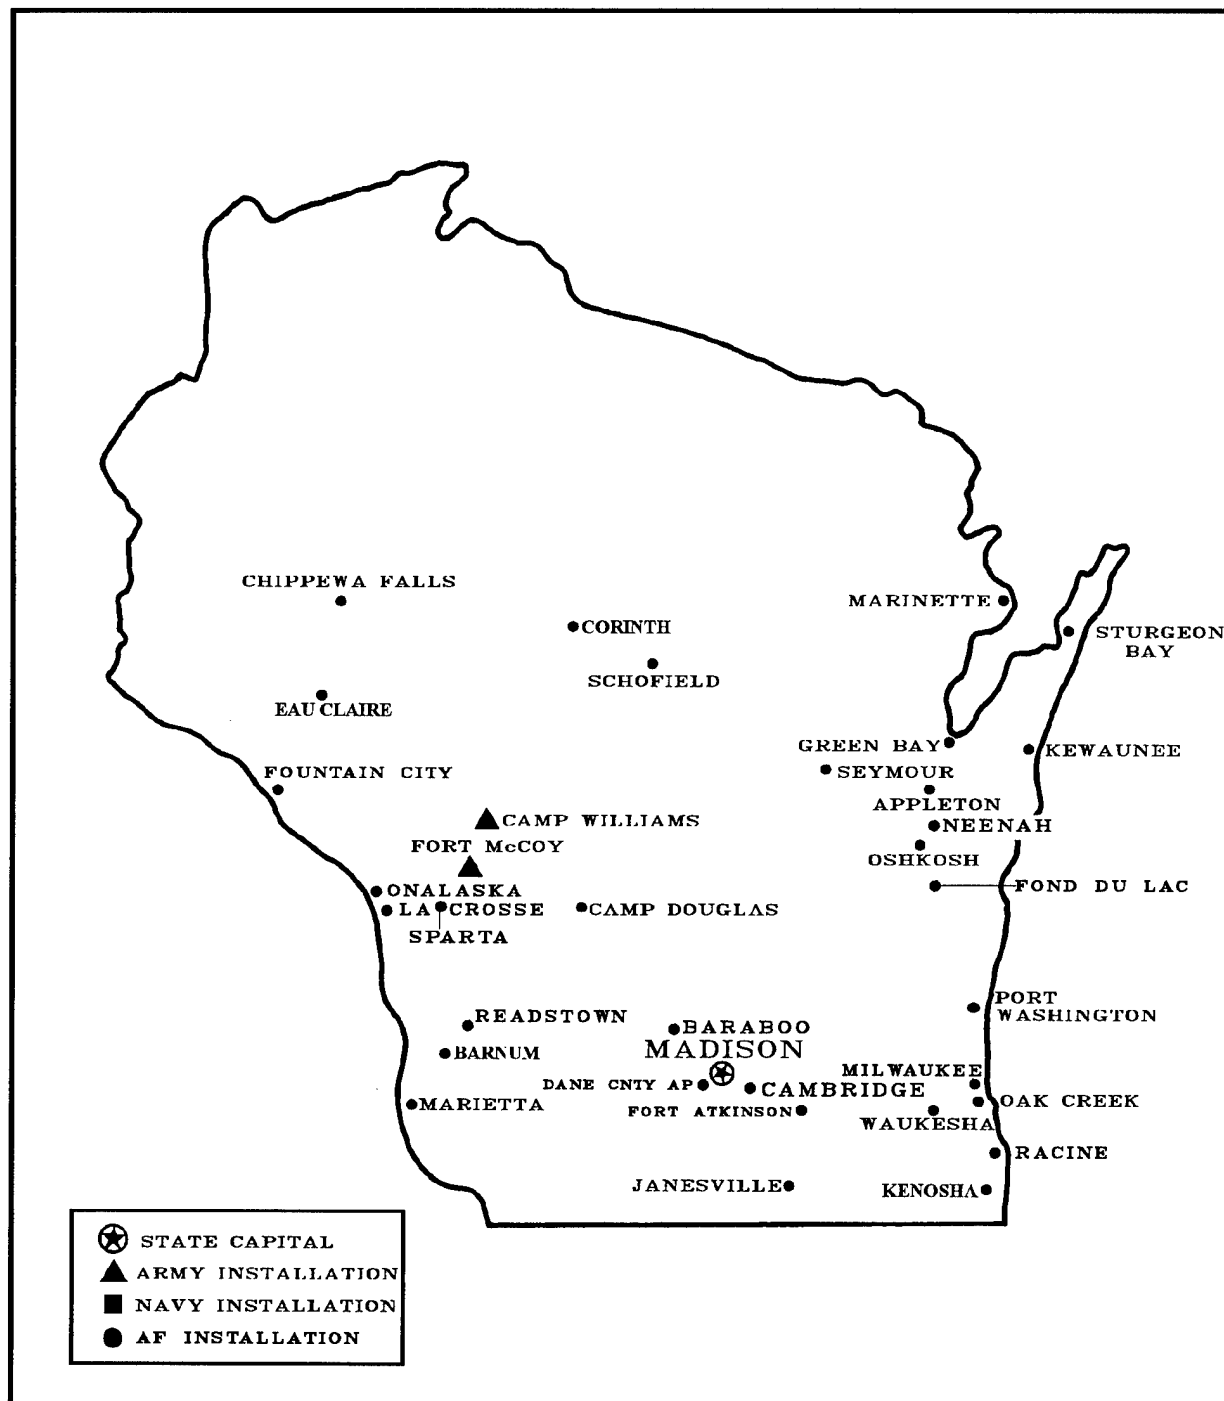 CHIPPEWA FALLS
MARINETTE
CORINTH
STURGEON
BAY
SCHOFIELD
EAU CLAIRE
GREEN BAY
KEWAUNEE
FOUNTAIN CITY
SEYMOUR
APPLETON
CAMP WILLIAMS
NEENAH
FORT McCOY
OSHKOSH
ONALASKA
FOND DU LAC
LA CROSSE
CAMP DOUGLAS
SPARTA
PORT
WASHINGTON
READSTOWN
BARABOO
MADISON
BARNUM
MILWAUKEE
DANE CNTY AP
CAMBRIDGE
OAK CREEK
MARIETTA
FORT ATKINSON
WAUKESHA
RACINE
JANESVILLE
KENOSHA
STATE CAPITAL
ARMY INSTALLATION
NAVY INSTALLATION
AF INSTALLATION